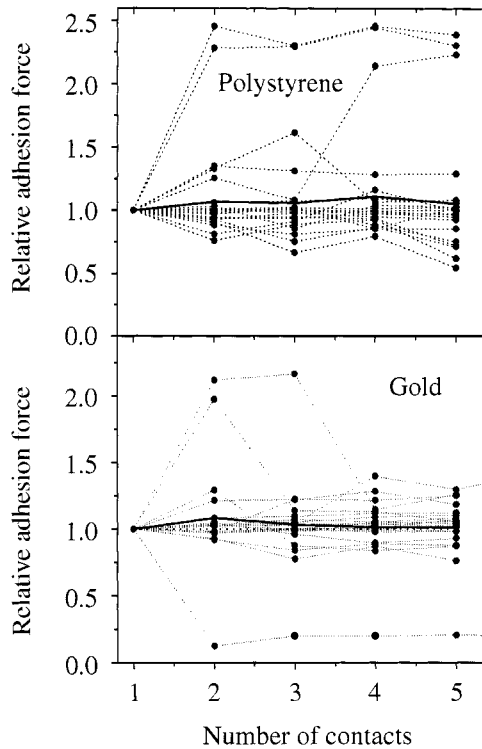 2.5
2.0
Polystyrene
1.5
1.0
0.5
0.0
Relative adhesion force
Gold
2.0
1.5
1.0
0.5
0.0
Relative adhesion force
1 2 3 4 5
Number of contacts